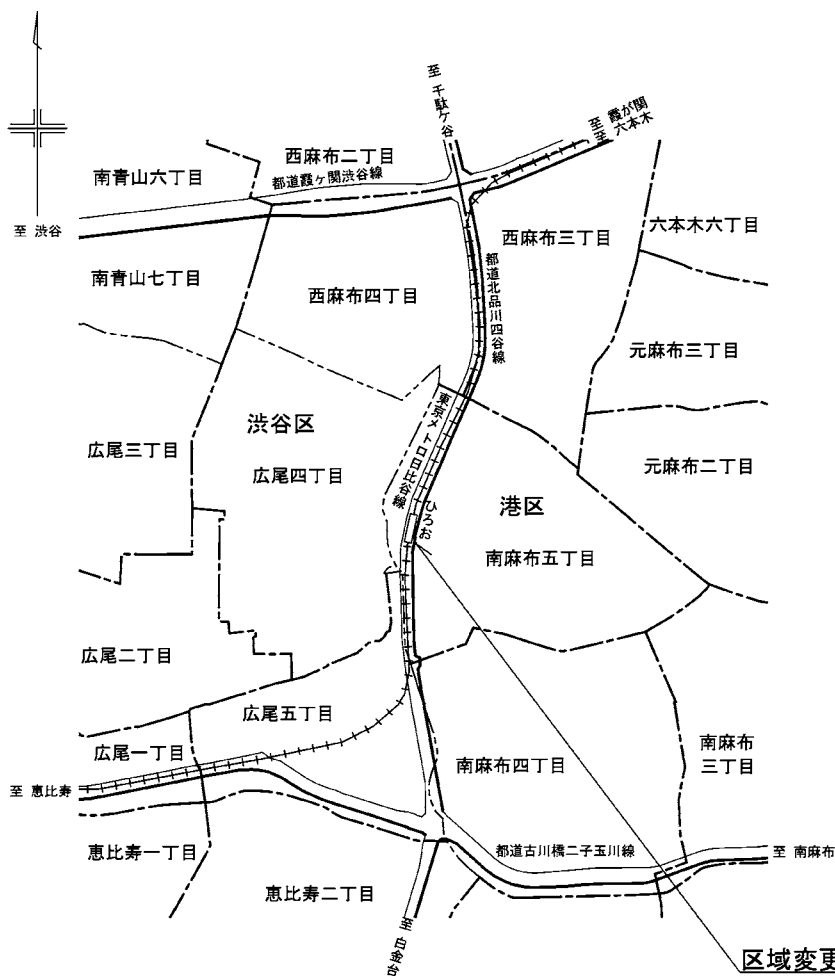 至 千駄ケ谷
至 霞が関
至 六本木
西麻布二丁目
南青山六丁目
都道霞ヶ関渋谷線
至 渋谷
西麻布三丁目
六本木六丁目
南青山七丁目
西麻布四丁目
都道北品川四谷線
元麻布三丁目
東京メトロ日比谷線
渋谷区
広尾三丁目
広尾四丁目
元麻布二丁目
ひろお
港区
南麻布五丁目
広尾二丁目
広尾五丁目
広尾一丁目
南麻布四丁目
南麻布
三丁目
至 恵比寿
恵比寿一丁目
都道古川橋二子玉川線
至 南麻布
恵比寿二丁目
至 白金台
区域変更